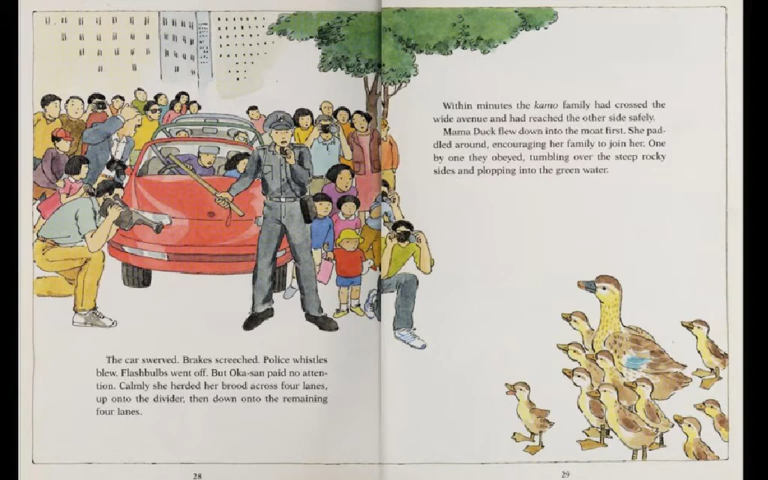 The car swerved. Brakes screeched. Police whistles
blew. Flashbulbs went off. But Oka-san paid no atten-
tion. Calmly she herded her brood across four lanes,
up onto the divider, then down onto the remaining
four lanes.
28
Within minutes the kamo family had crossed the
wide avenue and had reached the other side safely.
Mama Duck flew down into the moat first. She pad-
dled around, encouraging her family to join her. One
by one they obeyed, tumbling over the steep rocky
sides and plopping into the green water.
29